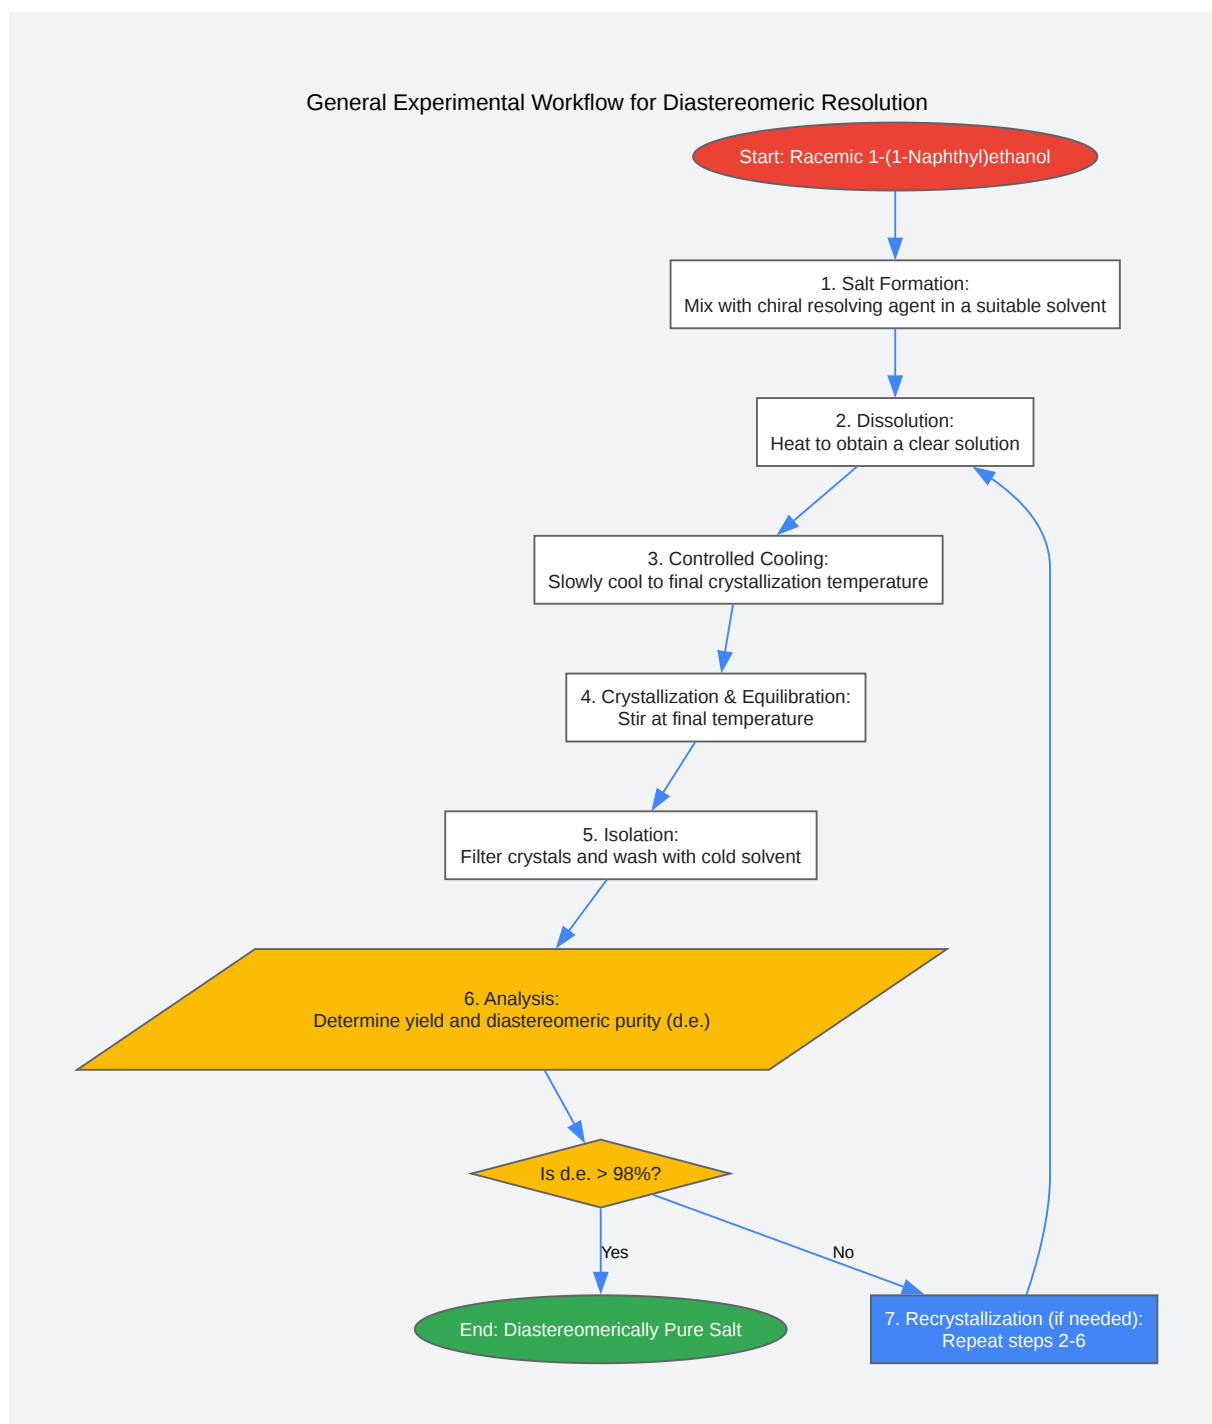 General Experimental Workflow for Diastereomeric Resolution
Start: Racemic 1-(1-Naphthyl)ethanol
1. Salt Formation:
Mix with chiral resolving agent in a suitable solvent
2. Dissolution:
Heat to obtain a clear solution
3. Controlled Cooling:
Slowly cool to final crystallization temperature
4. Crystallization & Equilibration:
Stir at final temperature
5. Isolation:
Filter crystals and wash with cold solvent
6. Analysis:
Determine yield and diastereomeric purity (d.e.)
Is d.e. > 98%?
Yes
No
End: Diastereomerically Pure Salt
7. Recrystallization (if needed):
Repeat steps 2-6